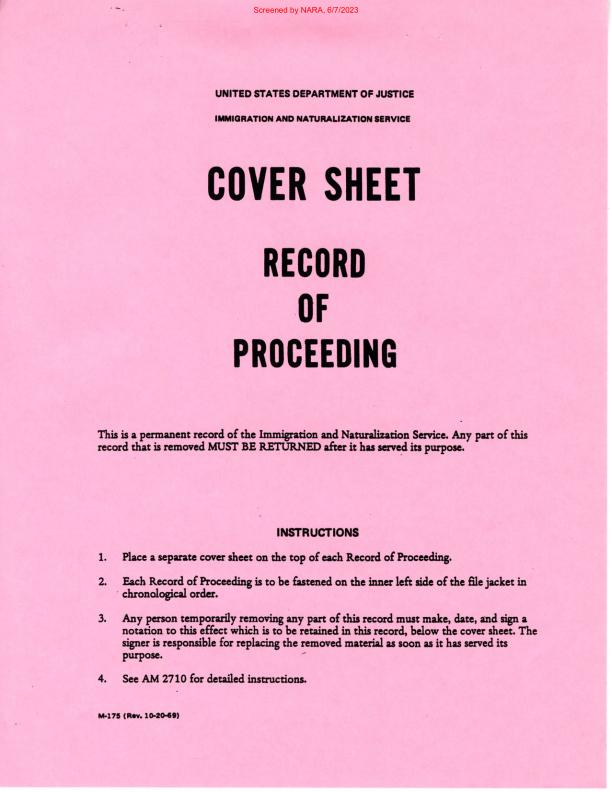 Screened by NARA, 6/7/2023
UNITED STATES DEPARTMENT OF JUSTICE
IMMIGRATION AND NATURALIZATION SERVICE
COVER SHEET
RECORD
OF
PROCEEDING
This is a permanent record of the Immigration and Naturalization Service. Any part of this
record that is removed MUST BE RETURNED after it has served its purpose.
INSTRUCTIONS
1. Place a separate cover sheet on the top of each Record of Proceeding.
2. Each Record of Proceeding is to be fastened on the inner left side of the file jacket in
chronological order.
3. Any person temporarily removing any part of this record must make, date, and sign a
notation to this effect which is to be retained in this record, below the cover sheet. The
signer is responsible for replacing the removed material as soon as it has served its
purpose.
4. See AM 2710 for detailed instructions.
M-175 (Rev. 10-20-69)